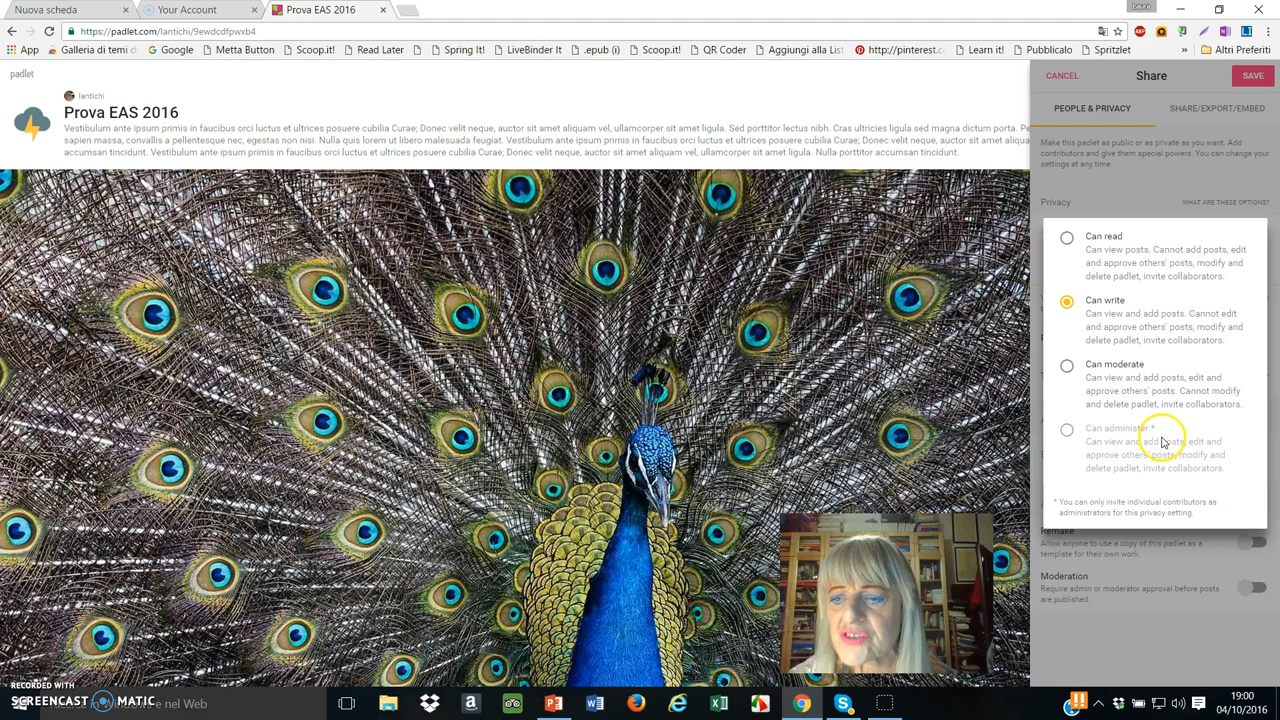 Nuova scheda
Your Account
Prova EAS 2016
laura
https://padlet.com/lantichi/9ewdcdfpwxb4
App
Galleria di temi d
Google
Metta Button
Scoop.it!
Read Later
Spring It!
LiveBinder It
.epub (i)
Scoop.it!
QR Coder
Aggiungi alla List
http://pinterest.c
Learn it!
Pubblicalo
Spritzlet
»
Altri Preferiti
padlet
lantichi
Prova EAS 2016
Vestibulum ante ipsum primis in faucibus orci luctus et ultrices posuere cubilia Curae; Donec velit neque, auctor sit amet aliquam vel, ullamcorper sit amet ligula. Sed porttitor lectus nibh. Cras ultricies ligula sed magna dictum porta. Pe
sapien massa, convallis a pellentesque nec, egestas non nisi. Nulla quis lorem ut libero malesuada feugiat. Vestibulum ante ipsum primis in faucibus orci luctus et ultrices posuere cubilia Curae; Donec velit neque, auctor sit amet aliqua
accumsan tincidunt. Vestibulum ante ipsum primis in faucibus orci luctus et ultrices posuere cubilia Curae; Donec velit neque, auctor sit amet aliquam vel, ullamcorper sit amet ligula. Nulla porttitor accumsan tincidunt.
CANCEL
Share
SAVE
PEOPLE & PRIVACY
SHARE/EXPORT/EMBED
Make this padlet as public or as private as you want. Add
contributors and give them special powers. You can change your
settings at any time.
Privacy
WHAT ARE THESE OPTIONS?
Can read
Can view posts. Cannot add posts, edit
and approve others' posts, modify and
delete padlet, invite collaborators.
Can write
Can view and add posts. Cannot edit
and approve others' posts, modify and
delete padlet, invite collaborators.
Can moderate
Can view and add posts, edit and
approve others' posts. Cannot modify
and delete padlet, invite collaborators.
Can administer *
Can view and add posts, edit and
approve others' posts, modify and
delete padlet, invite collaborators.
* You can only invite individual contributors as
administrators for this privacy setting.
Remake
Allow anyone to use a copy of this padlet as a
template for their own work.
Moderation
Require admin or moderator approval before posts
are published.
RECORDED WITH
SCREENCAST MATIC
e nel Web
19:00
04/10/2016